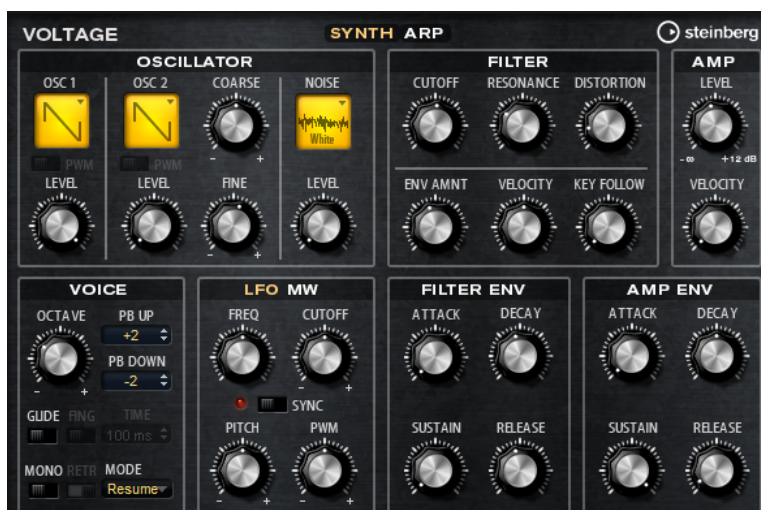 VOLTAGE
SYNTH ARP
steinberg
OSCILLATOR
OSC 1
OSC 2
COARSE
NOISE
White
PWM
PWM
- +
LEVEL
LEVEL
FINE
LEVEL
- +
FILTER
CUTOFF
RESONANCE
DISTORTION
ENV AMNT
VELOCITY
KEY FOLLOW
AMP
LEVEL
-∞ +12 dB
VELOCITY
VOICE
OCTAVE
PB UP
+2
PB DOWN
- +
-2
GLIDE
FING
TIME
100 ms
MONO
RETR
MODE
Resume
LFO MW
FREQ
CUTOFF
- +
SYNC
PITCH
PWM
- +
- +
FILTER ENV
ATTACK
DECAY
SUSTAIN
RELEASE
AMP ENV
ATTACK
DECAY
SUSTAIN
RELEASE